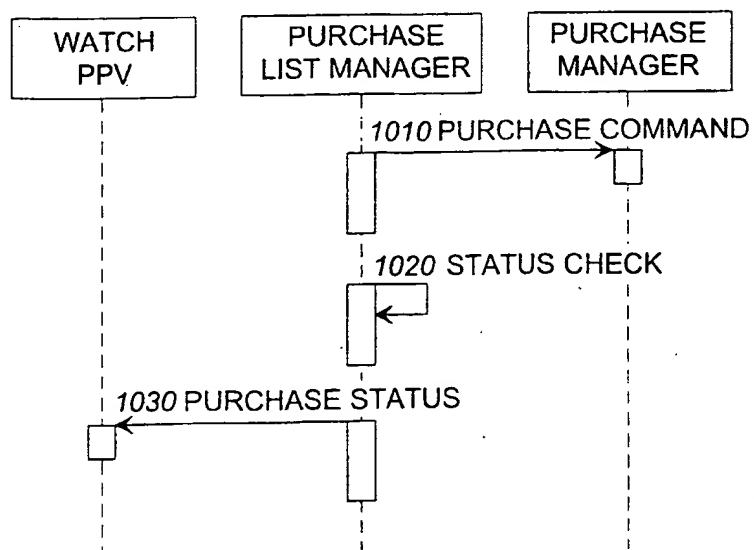 WATCH
PPV
PURCHASE
LIST MANAGER
PURCHASE
MANAGER
1010 PURCHASE COMMAND
1020 STATUS CHECK
1030 PURCHASE STATUS